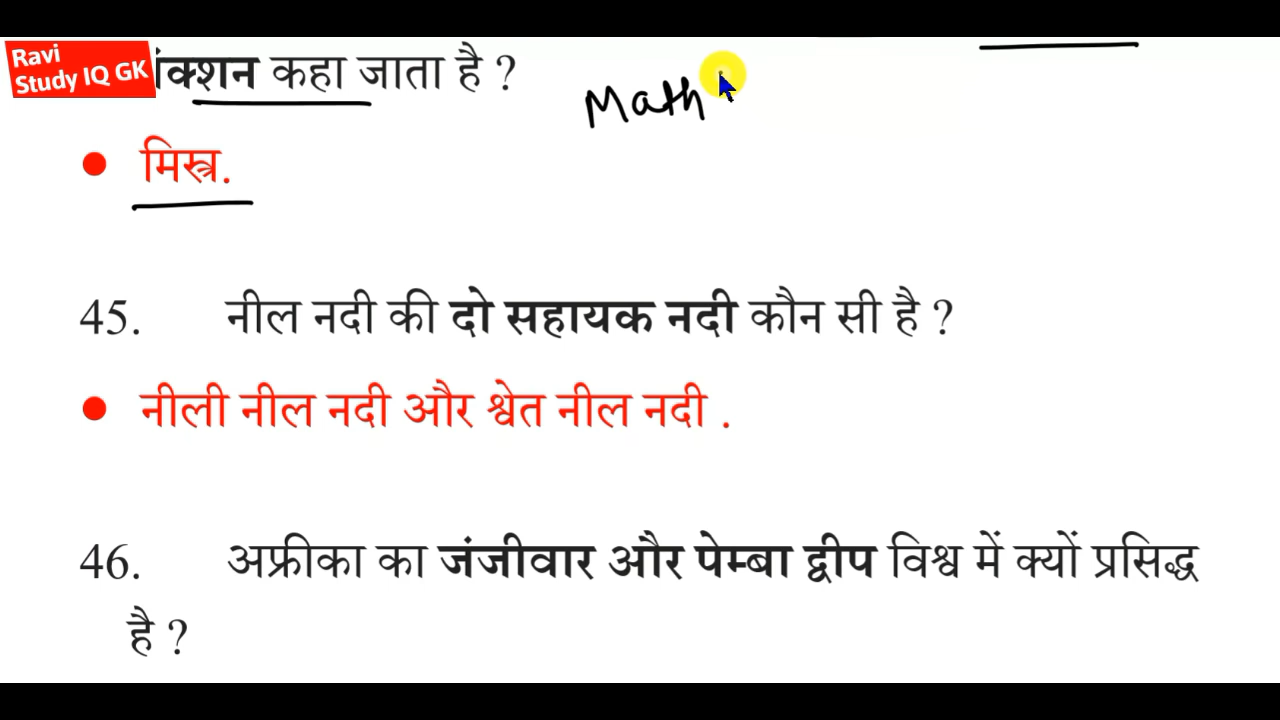 Ravi
Study IQ GK
ंक्शन कहा जाता है ?
Math
मिस्त्र.
45. नील नदी की दो सहायक नदी कौन सी है ?
नीली नील नदी और श्वेत नील नदी .
46. अफ्रीका का जंजीवार और पेम्बा द्वीप विश्व में क्यों प्रसिद्ध
है ?